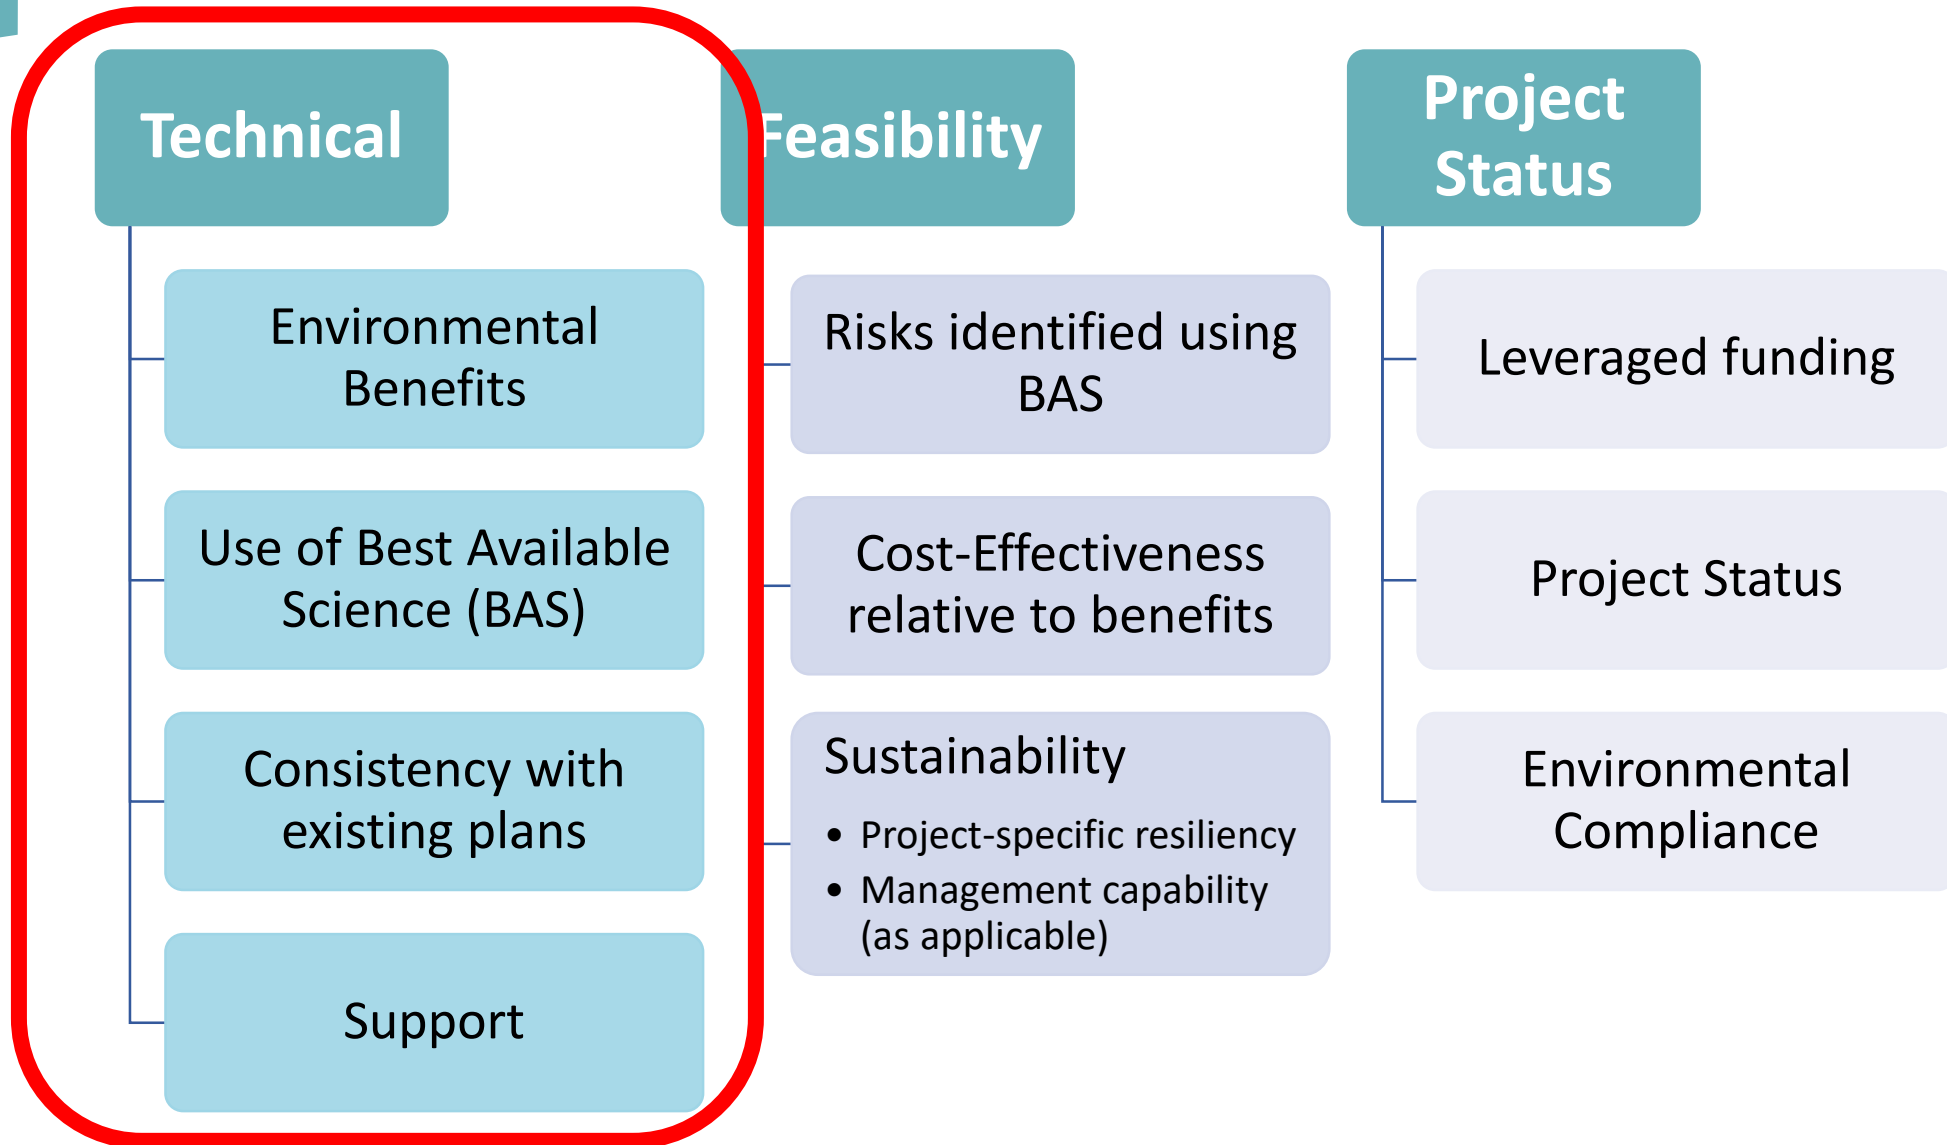 Technical
Environmental
Benefits
Use of Best Available
Science (BAS)
Consistency with
existing plans
Support
Feasibility
Risks identified using
BAS
Cost-Effectiveness
relative to benefits
Sustainability
• Project-specific resiliency
• Management capability
(as applicable)
Project
Status
Leveraged funding
Project Status
Environmental
Compliance